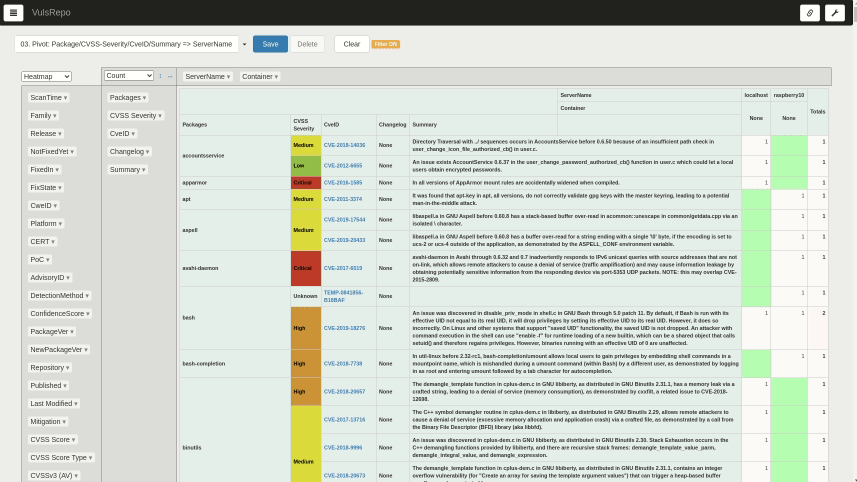 VulsRepo
03. Pivot: Package/CVSS-Severity/CveID/Summary => ServerName
Save
Delete
Clear
Filter ON
Heatmap
Count
↕ ↔
ServerName ▾
Container ▾
ScanTime ▾
Family ▾
Release ▾
NotFixedYet ▾
FixedIn ▾
FixState ▾
CweID ▾
Platform ▾
CERT ▾
PoC ▾
AdvisoryID ▾
DetectionMethod ▾
ConfidenceScore ▾
PackageVer ▾
NewPackageVer ▾
Repository ▾
Published ▾
Last Modified ▾
Mitigation ▾
CVSS Score ▾
CVSS Score Type ▾
CVSSv3 (AV) ▾
Packages ▾
CVSS Severity ▾
CveID ▾
Changelog ▾
Summary ▾
ServerName localhost raspberry10 Totals
Container None None
Packages CVSS Severity CveID Changelog Summary
accountsservice Medium CVE-2018-14036 None Directory Traversal with ../ sequences occurs in AccountsService before 0.6.50 because of an insufficient path check in
user_change_icon_file_authorized_cb() in user.c. 1 1
Low CVE-2012-6655 None An issue exists AccountService 0.6.37 in the user_change_password_authorized_cb() function in user.c which could let a local
users obtain encrypted passwords. 1 1
apparmor Critical CVE-2016-1585 None In all versions of AppArmor mount rules are accidentally widened when compiled. 1 1
apt Medium CVE-2011-3374 None It was found that apt-key in apt, all versions, do not correctly validate gpg keys with the master keyring, leading to a potential
man-in-the-middle attack. 1 1
aspell Medium CVE-2019-17544 None libaspell.a in GNU Aspell before 0.60.8 has a stack-based buffer over-read in acommon::unescape in common/getdata.cpp via an
isolated \ character. 1 1
CVE-2019-20433 None libaspell.a in GNU Aspell before 0.60.8 has a buffer over-read for a string ending with a single '\0' byte, if the encoding is set to
ucs-2 or ucs-4 outside of the application, as demonstrated by the ASPELL_CONF environment variable. 1 1
avahi-daemon Critical CVE-2017-6519 None avahi-daemon in Avahi through 0.6.32 and 0.7 inadvertently responds to IPv6 unicast queries with source addresses that are not
on-link, which allows remote attackers to cause a denial of service (traffic amplification) and may cause information leakage by
obtaining potentially sensitive information from the responding device via port-5353 UDP packets. NOTE: this may overlap CVE-
2015-2809. 1 1
bash Unknown TEMP-0841856-
B18BAF None 1 1
High CVE-2019-18276 None An issue was discovered in disable_priv_mode in shell.c in GNU Bash through 5.0 patch 11. By default, if Bash is run with its
effective UID not equal to its real UID, it will drop privileges by setting its effective UID to its real UID. However, it does so
incorrectly. On Linux and other systems that support "saved UID" functionality, the saved UID is not dropped. An attacker with
command execution in the shell can use "enable -f" for runtime loading of a new builtin, which can be a shared object that calls
setuid() and therefore regains privileges. However, binaries running with an effective UID of 0 are unaffected. 1 1 2
bash-completion High CVE-2018-7738 None In util-linux before 2.32-rc1, bash-completion/umount allows local users to gain privileges by embedding shell commands in a
mountpoint name, which is mishandled during a umount command (within Bash) by a different user, as demonstrated by logging
in as root and entering umount followed by a tab character for autocompletion. 1 1
binutils High CVE-2018-20657 None The demangle_template function in cplus-dem.c in GNU libiberty, as distributed in GNU Binutils 2.31.1, has a memory leak via a
crafted string, leading to a denial of service (memory consumption), as demonstrated by cxxfilt, a related issue to CVE-2018-
12698. 1 1
Medium CVE-2017-13716 None The C++ symbol demangler routine in cplus-dem.c in GNU libiberty, as distributed in GNU Binutils 2.29, allows remote attackers to
cause a denial of service (excessive memory allocation and application crash) via a crafted file, as demonstrated by a call from
the Binary File Descriptor (BFD) library (aka libbfd). 1 1
CVE-2018-9996 None An issue was discovered in cplus-dem.c in GNU libiberty, as distributed in GNU Binutils 2.30. Stack Exhaustion occurs in the
C++ demangling functions provided by libiberty, and there are recursive stack frames: demangle_template_value_parm,
demangle_integral_value, and demangle_expression. 1 1
CVE-2018-20673 None The demangle_template function in cplus-dem.c in GNU libiberty, as distributed in GNU Binutils 2.31.1, contains an integer
overflow vulnerability (for "Create an array for saving the template argument values") that can trigger a heap-based buffer 1 1